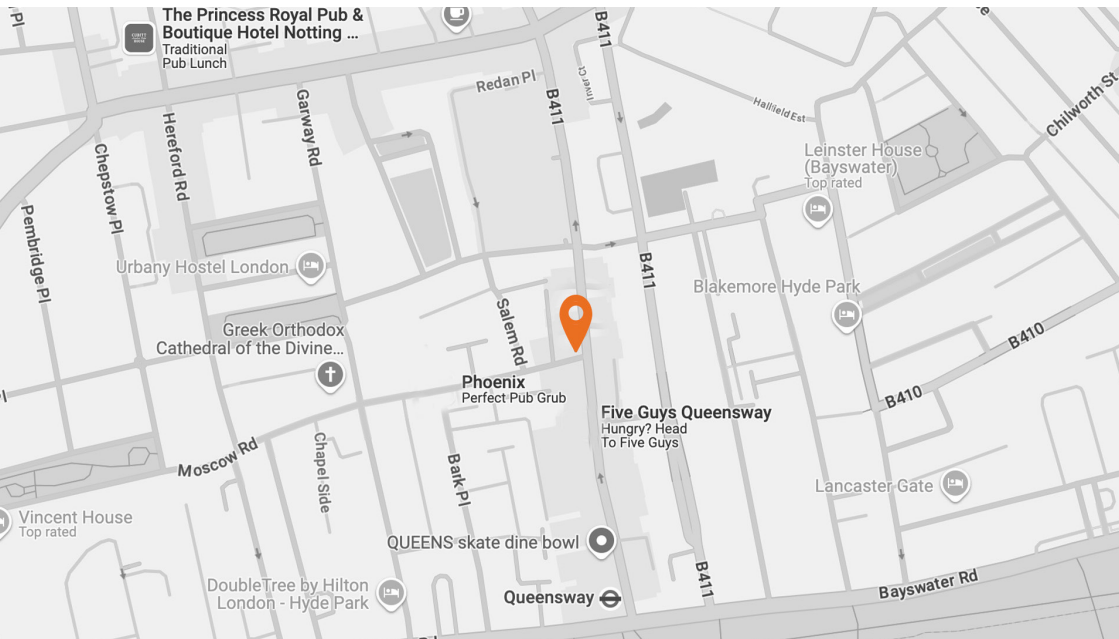 Pl
The Princess Royal Pub &
Boutique Hotel Notting ...
Traditional
Pub Lunch
B411
Redan Pl
Inver Ct
B411
Hallfield Est
Chilworth St
Hereford Rd
Garway Rd
Chepstow Pl
Leinster House
(Bayswater)
Top rated
Pembridge Pl
Urbany Hostel London
B411
Blakemore Hyde Park
Salem Rd
Greek Orthodox
Cathedral of the Divine...
B410
Phoenix
Perfect Pub Grub
B410
Five Guys Queensway
Hungry? Head
To Five Guys
Moscow Rd
Chapel Side
Bark Pl
Lancaster Gate
Vincent House
Top rated
QUEENS skate dine bowl
DoubleTree by Hilton
London - Hyde Park
Queensway
B411
Bayswater Rd